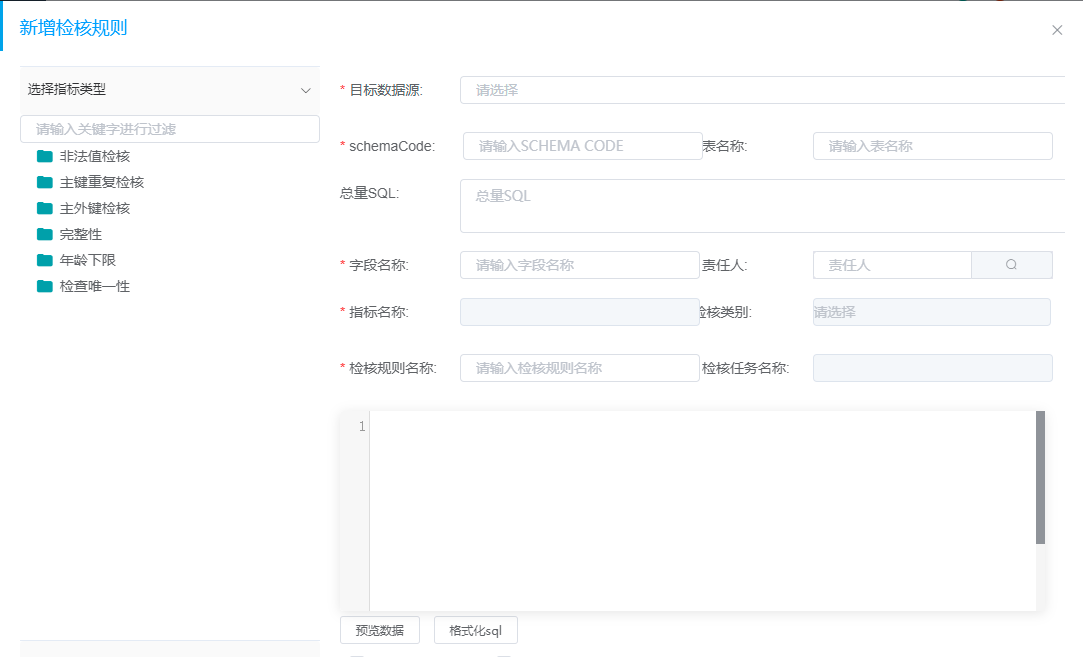 新增检核规则
选择指标类型
请输入关键字进行过滤
非法值检核
主键重复检核
主外键检核
完整性
年龄下限
检查唯一性
* 目标数据源: 请选择
* schemaCode: 请输入SCHEMA CODE 表名称: 请输入表名称
总量SQL: 总量SQL
* 字段名称: 请输入字段名称 责任人: 责任人
* 指标名称: 检核类别: 请选择
* 检核规则名称: 请输入检核规则名称 检核任务名称:
1
预览数据 格式化sql